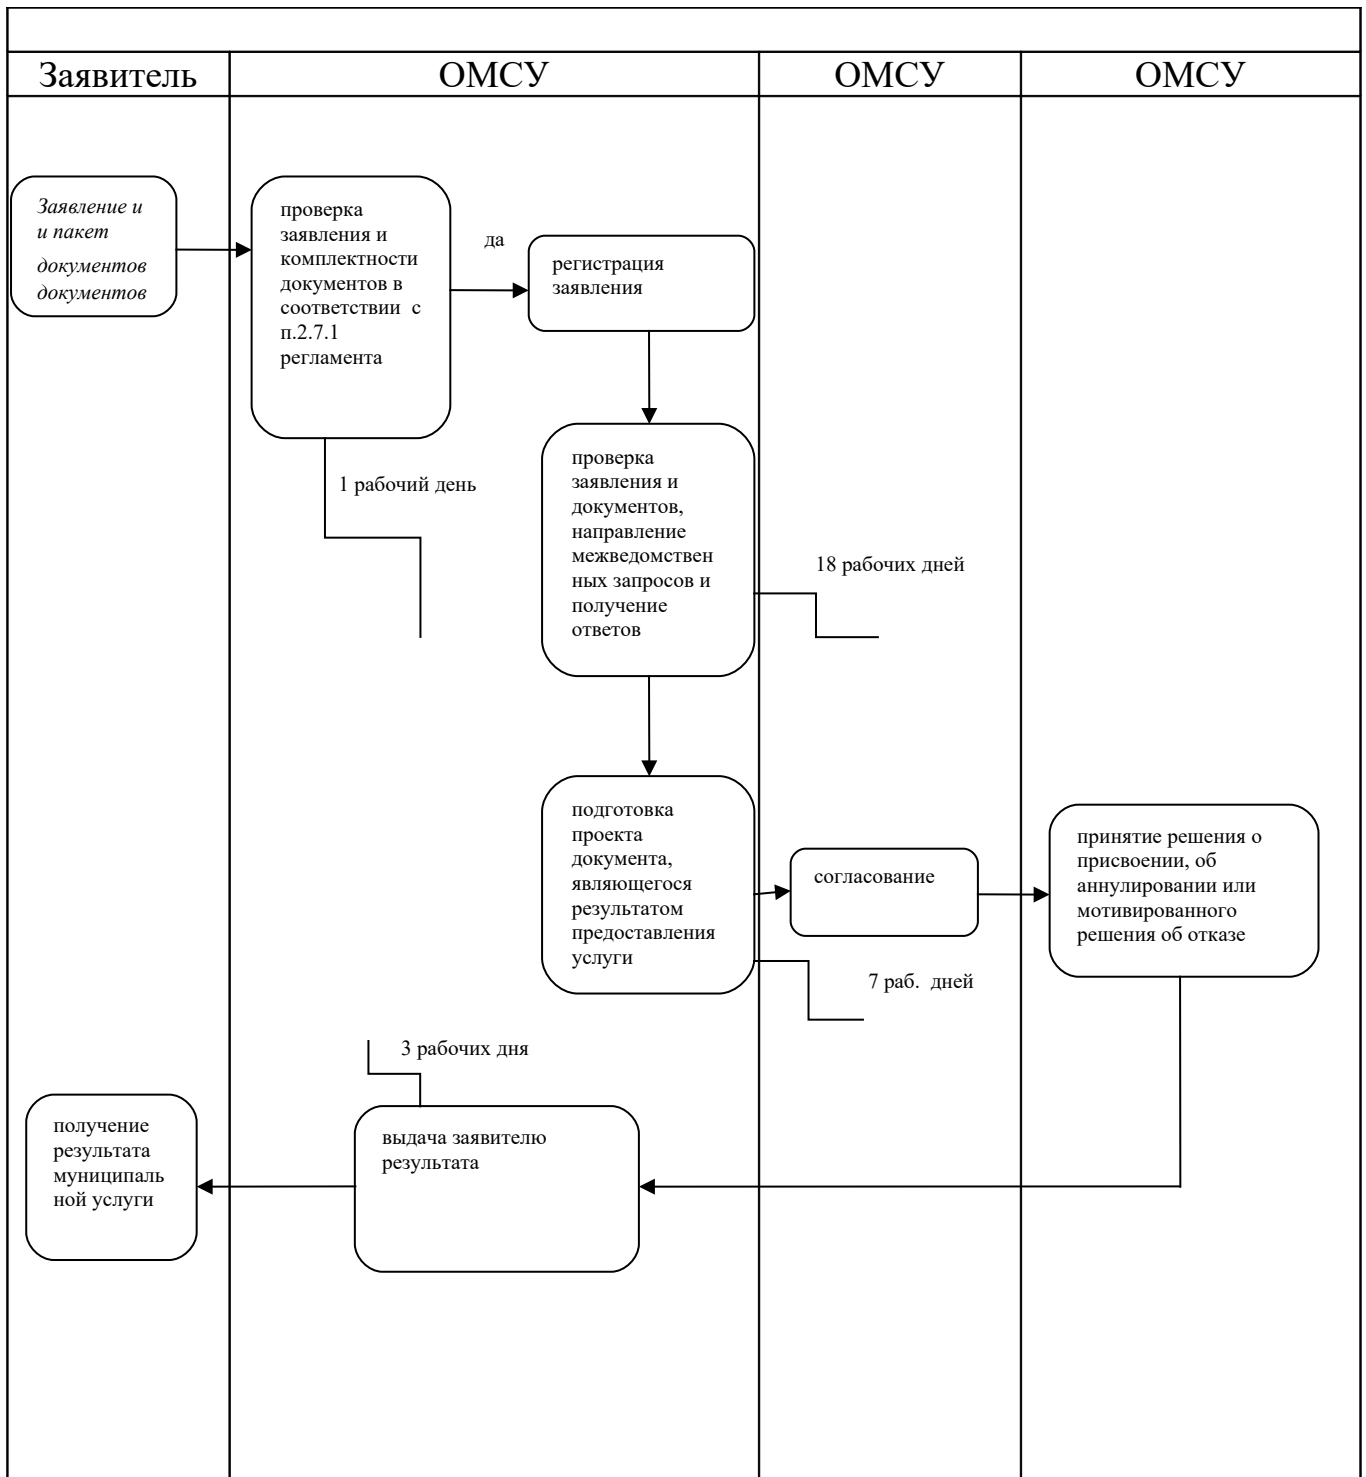 Заявитель
ОМСУ
ОМСУ
ОМСУ
Заявление и
и пакет
документов
документов
проверка
заявления и
комплектности
документов в
соответствии с
п.2.7.1
регламента
да
регистрация
заявления
1 рабочий день
проверка
заявления и
документов,
направление
межведомствен
ных запросов и
получение
ответов
18 рабочих дней
подготовка
проекта
документа,
являющегося
результатом
предоставления
услуги
согласование
принятие решения о
присвоении, об
аннулировании или
мотивированного
решения об отказе
7 раб. дней
3 рабочих дня
получение
результата
муниципаль
ной услуги
выдача заявителю
результата